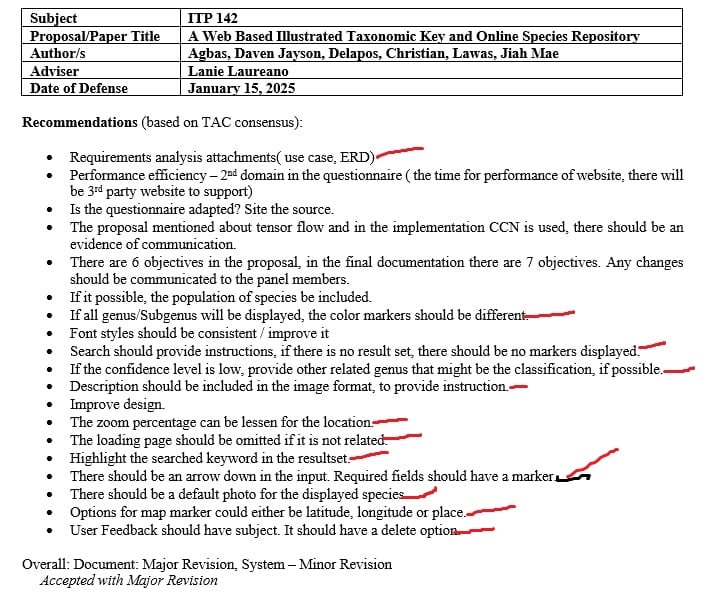 Subject ITP 142
Proposal/Paper Title A Web Based Illustrated Taxonomic Key and Online Species Repository
Author/s Agbas, Daven Jayson, Delapos, Christian, Lawas, Jiah Mae
Adviser Lanie Laureano
Date of Defense January 15, 2025
Recommendations (based on TAC consensus):
• Requirements analysis attachments( use case, ERD)
• Performance efficiency – 2nd domain in the questionnaire ( the time for performance of website, there will
be 3rd party website to support)
• Is the questionnaire adapted? Site the source.
• The proposal mentioned about tensor flow and in the implementation CCN is used, there should be an
evidence of communication.
• There are 6 objectives in the proposal, in the final documentation there are 7 objectives. Any changes
should be communicated to the panel members.
• If it possible, the population of species be included.
• If all genus/Subgenus will be displayed, the color markers should be different.
• Font styles should be consistent / improve it
• Search should provide instructions, if there is no result set, there should be no markers displayed.
• If the confidence level is low, provide other related genus that might be the classification, if possible.
• Description should be included in the image format, to provide instruction.
• Improve design.
• The zoom percentage can be lessen for the location.
• The loading page should be omitted if it is not related.
• Highlight the searched keyword in the resultset.
• There should be an arrow down in the input. Required fields should have a marker.
• There should be a default photo for the displayed species.
• Options for map marker could either be latitude, longitude or place.
• User Feedback should have subject. It should have a delete option.
Overall: Document: Major Revision, System – Minor Revision
Accepted with Major Revision